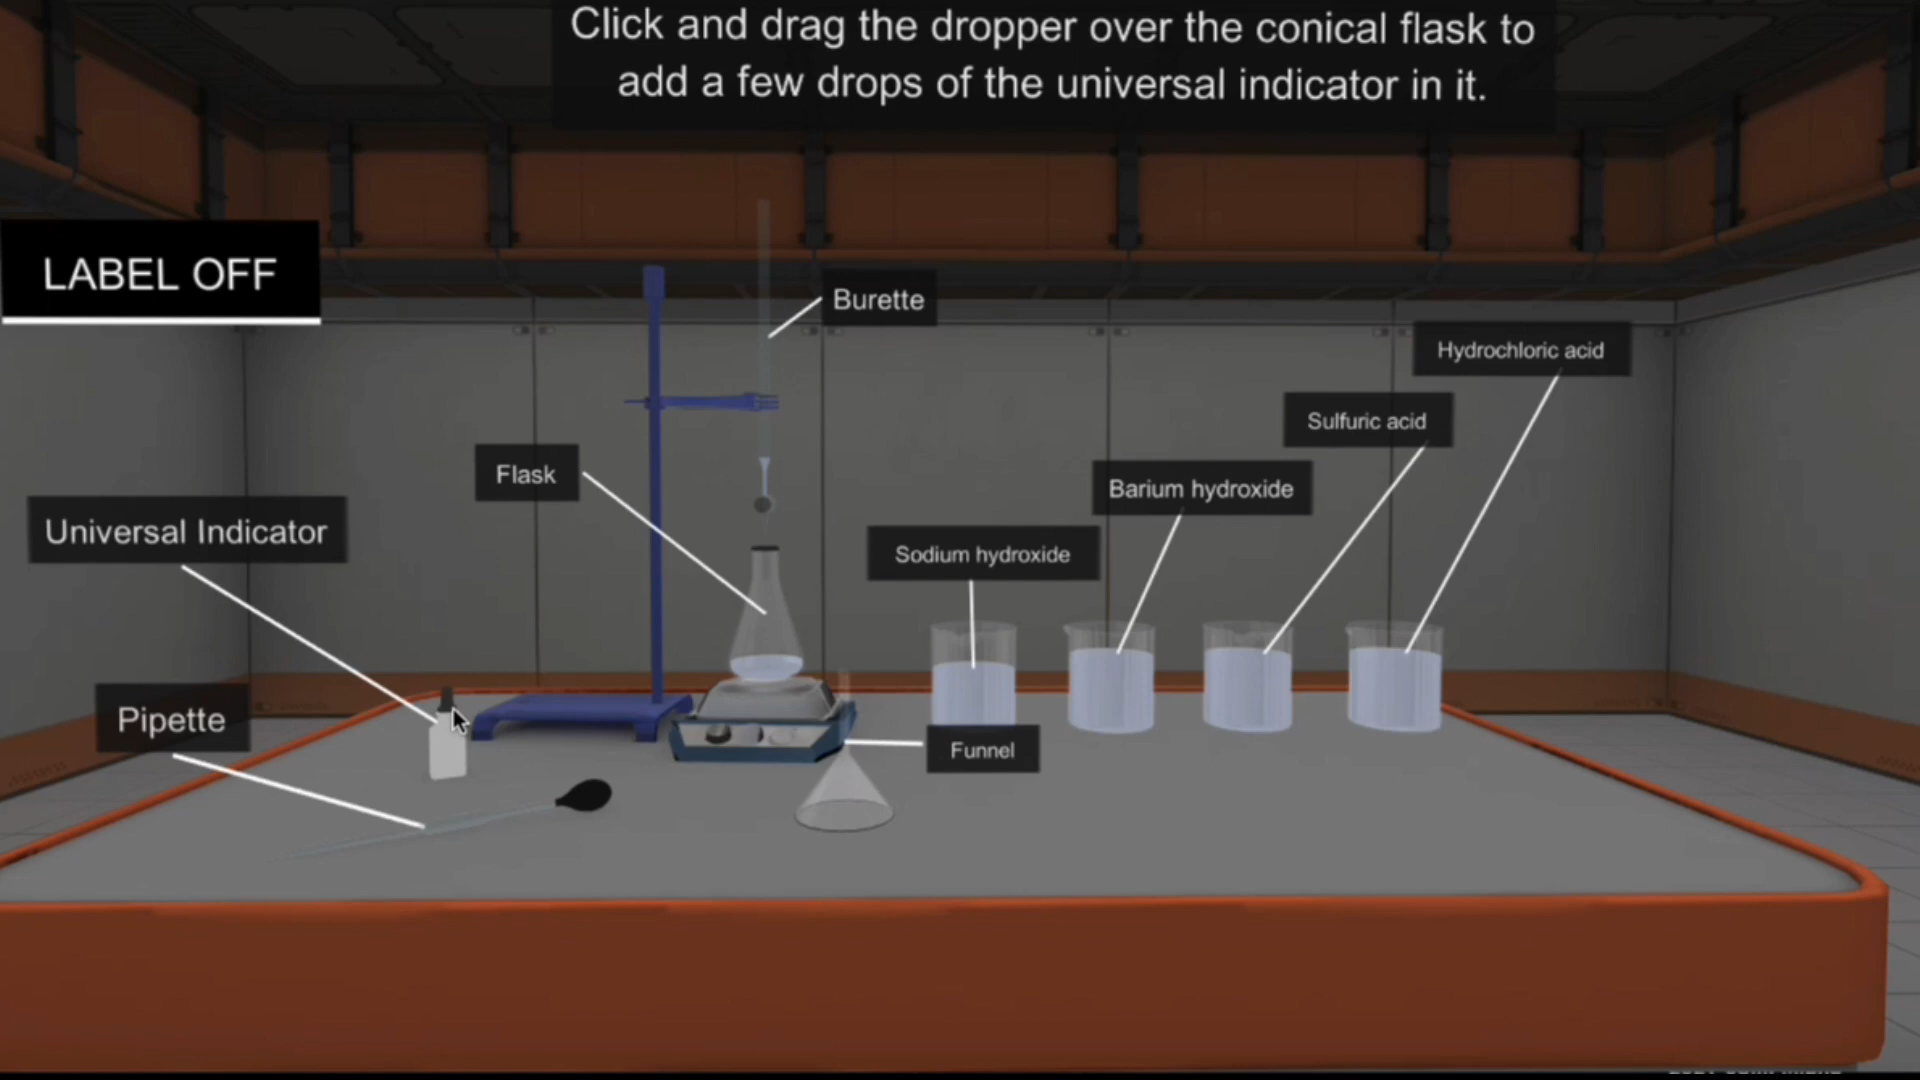 Click and drag the dropper over the conical flask to
add a few drops of the universal indicator in it.
LABEL OFF
Burette
Hydrochloric acid
Sulfuric acid
Flask
Barium hydroxide
Universal Indicator
Sodium hydroxide
Pipette
Funnel